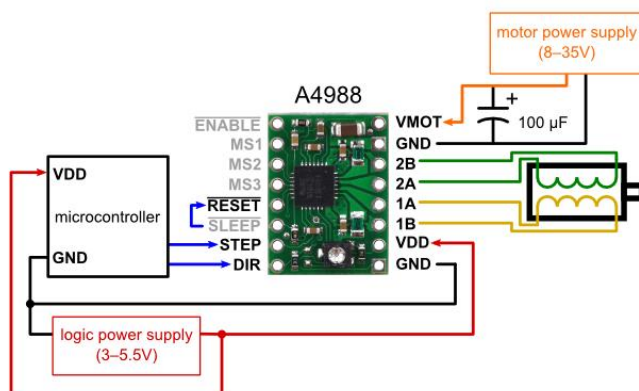 motor power supply
(8–35V)
A4988
+
100 µF
ENABLE
MS1
MS2
MS3
RESET
SLEEP
STEP
DIR
VMOT
GND
2B
2A
1A
1B
VDD
GND
VDD
microcontroller
GND
logic power supply
(3–5.5V)